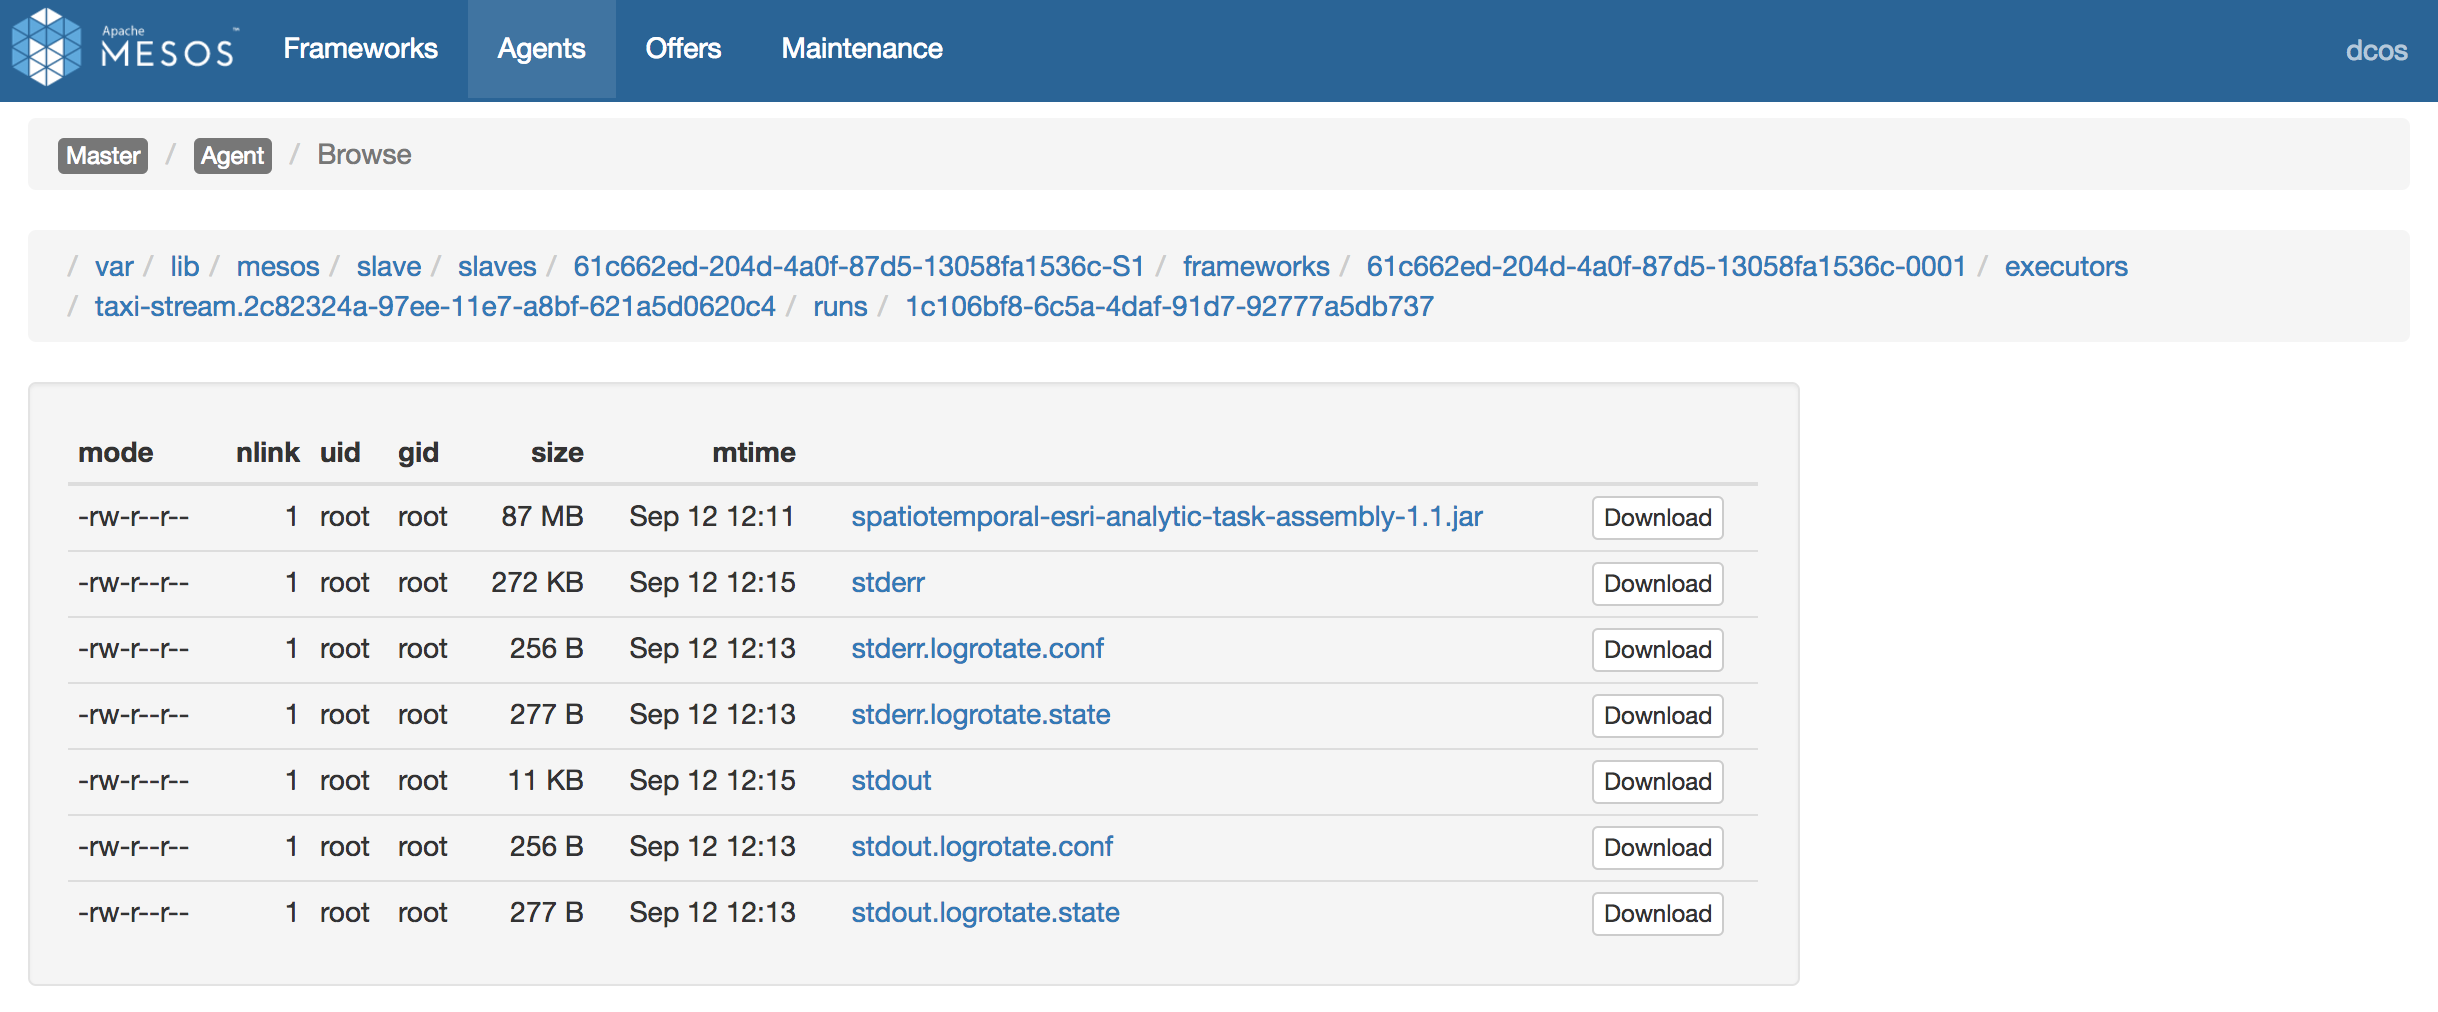 Apache MESOS™ Frameworks Agents Offers Maintenance dcos
Master / Agent / Browse
/ var / lib / mesos / slave / slaves / 61c662ed-204d-4a0f-87d5-13058fa1536c-S1 / frameworks / 61c662ed-204d-4a0f-87d5-13058fa1536c-0001 / executors
/ taxi-stream.2c82324a-97ee-11e7-a8bf-621a5d0620c4 / runs / 1c106bf8-6c5a-4daf-91d7-92777a5db737
mode nlink uid gid size mtime
-rw-r--r-- 1 root root 87 MB Sep 12 12:11 spatiotemporal-esri-analytic-task-assembly-1.1.jar Download
-rw-r--r-- 1 root root 272 KB Sep 12 12:15 stderr Download
-rw-r--r-- 1 root root 256 B Sep 12 12:13 stderr.logrotate.conf Download
-rw-r--r-- 1 root root 277 B Sep 12 12:13 stderr.logrotate.state Download
-rw-r--r-- 1 root root 11 KB Sep 12 12:15 stdout Download
-rw-r--r-- 1 root root 256 B Sep 12 12:13 stdout.logrotate.conf Download
-rw-r--r-- 1 root root 277 B Sep 12 12:13 stdout.logrotate.state Download